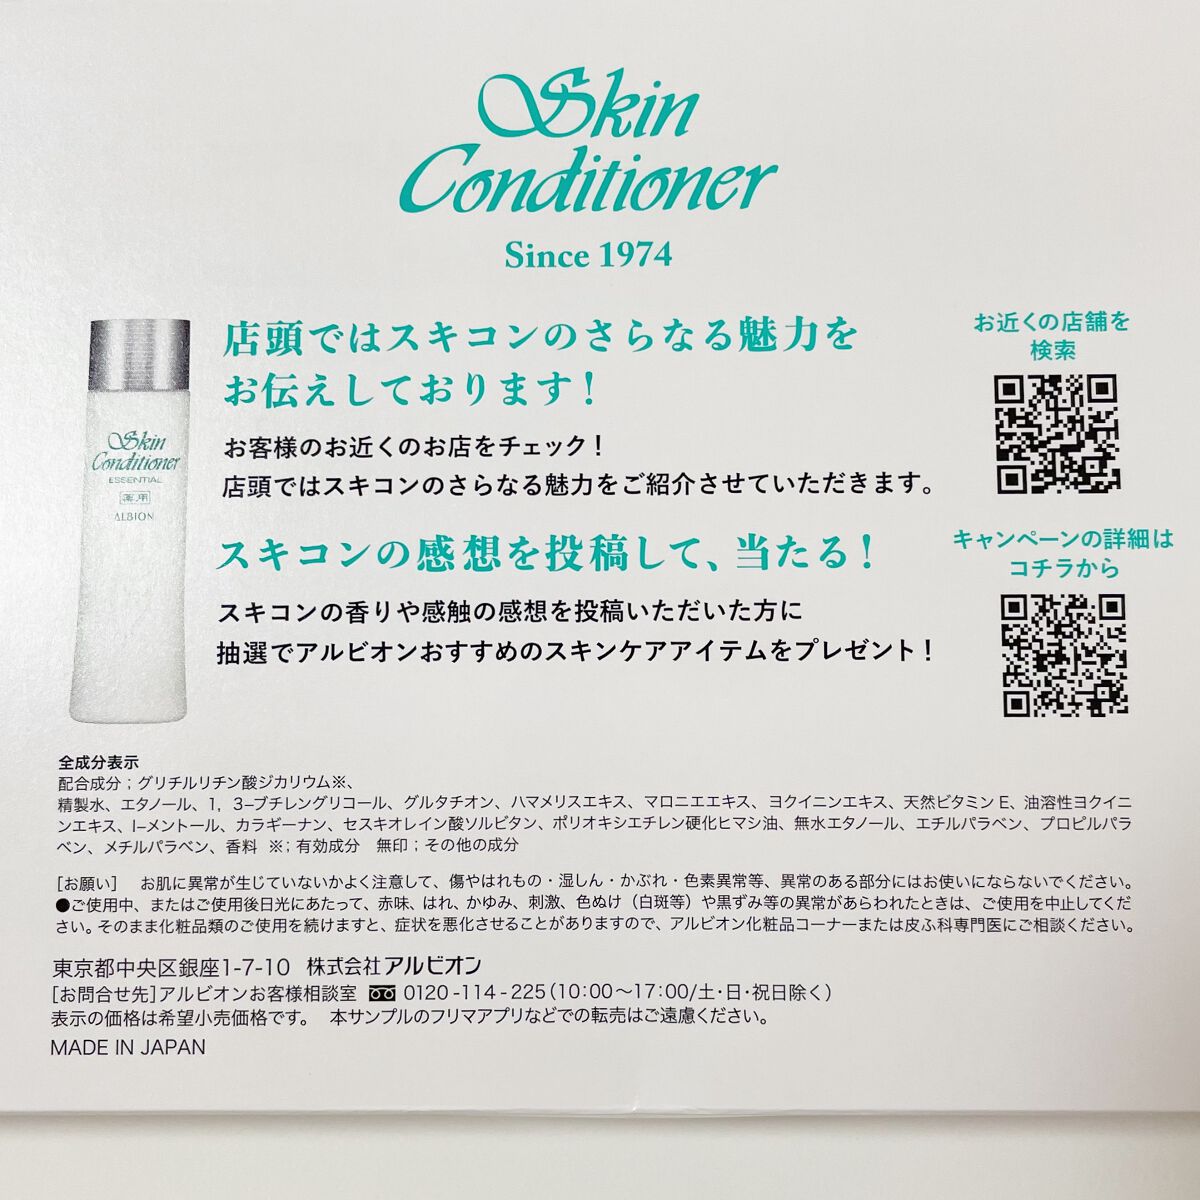 Skin
Conditioner
Since 1974
店頭ではスキコンのさらなる魅力を
お伝えしております!
お客様のお近くのお店をチェック!
店頭ではスキコンのさらなる魅力をご紹介させていただきます。
お近くの店舗を
検索
Skin
Conditioner
ESSENTIAL
薬用
ALBION
スキコンの感想を投稿して、当たる!
スキコンの香りや感触の感想を投稿いただいた方に
抽選でアルビオンおすすめのスキンケアアイテムをプレゼント!
キャンペーンの詳細は
コチラから
全成分表示
配合成分;グリチルリチン酸ジカリウム※、
精製水、エタノール、1,3−ブチレングリコール、グルタチオン、ハマメリスエキス、マロニエエキス、ヨクイニンエキス、天然ビタミンE、油溶性ヨクイニ
ンエキス、l−メントール、カラギーナン、セスキオレイン酸ソルビタン、ポリオキシエチレン硬化ヒマシ油、無水エタノール、エチルパラベン、プロピルパラ
ベン、メチルパラベン、香料 ※;有効成分 無印;その他の成分
[お願い] お肌に異常が生じていないかよく注意して、傷やはれもの・湿しん・かぶれ・色素異常等、異常のある部分にはお使いにならないでください。
●ご使用中、またはご使用後日光にあたって、赤味、はれ、かゆみ、刺激、色ぬけ(白斑等)や黒ずみ等の異常があらわれたときは、ご使用を中止してくだ
さい。そのまま化粧品類のご使用を続けますと、症状を悪化させることがありますので、アルビオン化粧品コーナーまたは皮ふ科専門医にご相談ください。
東京都中央区銀座1-7-10 株式会社アルビオン
[お問合せ先]アルビオンお客様相談室 0120-114-225(10:00〜17:00/土・日・祝日除く)
表示の価格は希望小売価格です。 本サンプルのフリマアプリなどでの転売はご遠慮ください。
MADE IN JAPAN